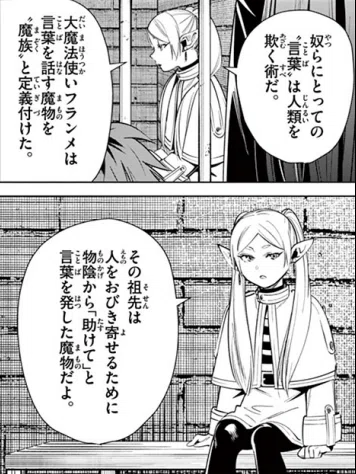 奴らにとっての
〝言葉〟は人類を
欺く術だ。
大魔法使いフランメは
言葉を話す魔物を
〝魔族〟と定義付けた。
その祖先は
人をおびき寄せるために
物陰から「助けて」と
言葉を発した魔物だよ。